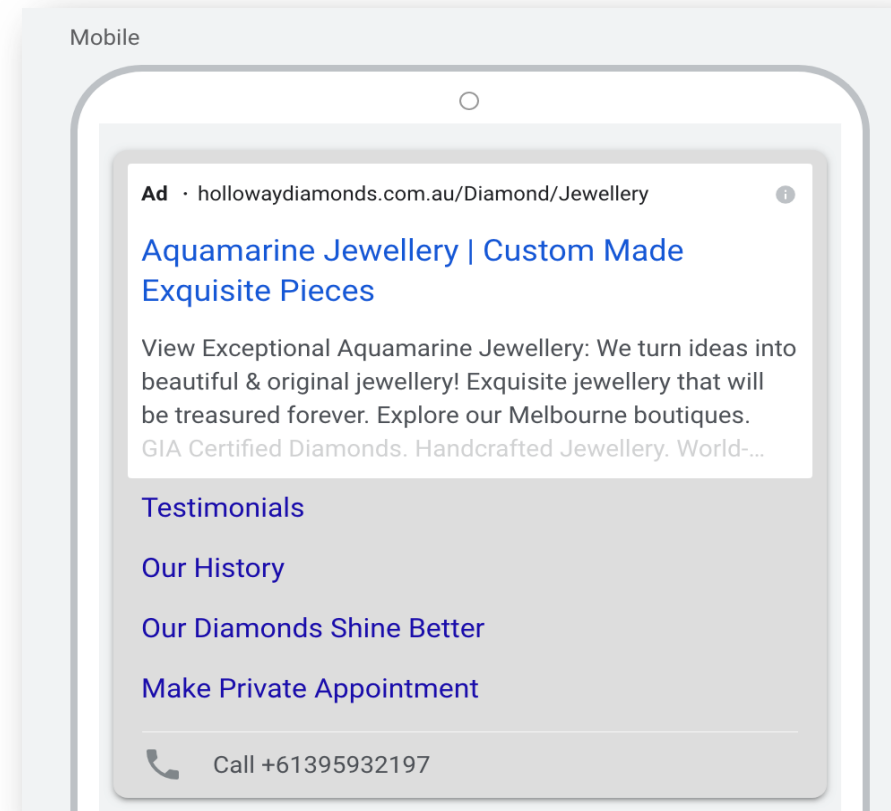 Mobile
Ad · hollowaydiamonds.com.au/Diamond/Jewellery
Aquamarine Jewellery | Custom Made
Exquisite Pieces
View Exceptional Aquamarine Jewellery: We turn ideas into
beautiful & original jewellery! Exquisite jewellery that will
be treasured forever. Explore our Melbourne boutiques.
GIA Certified Diamonds. Handcrafted Jewellery. World-...
Testimonials
Our History
Our Diamonds Shine Better
Make Private Appointment
Call +61395932197